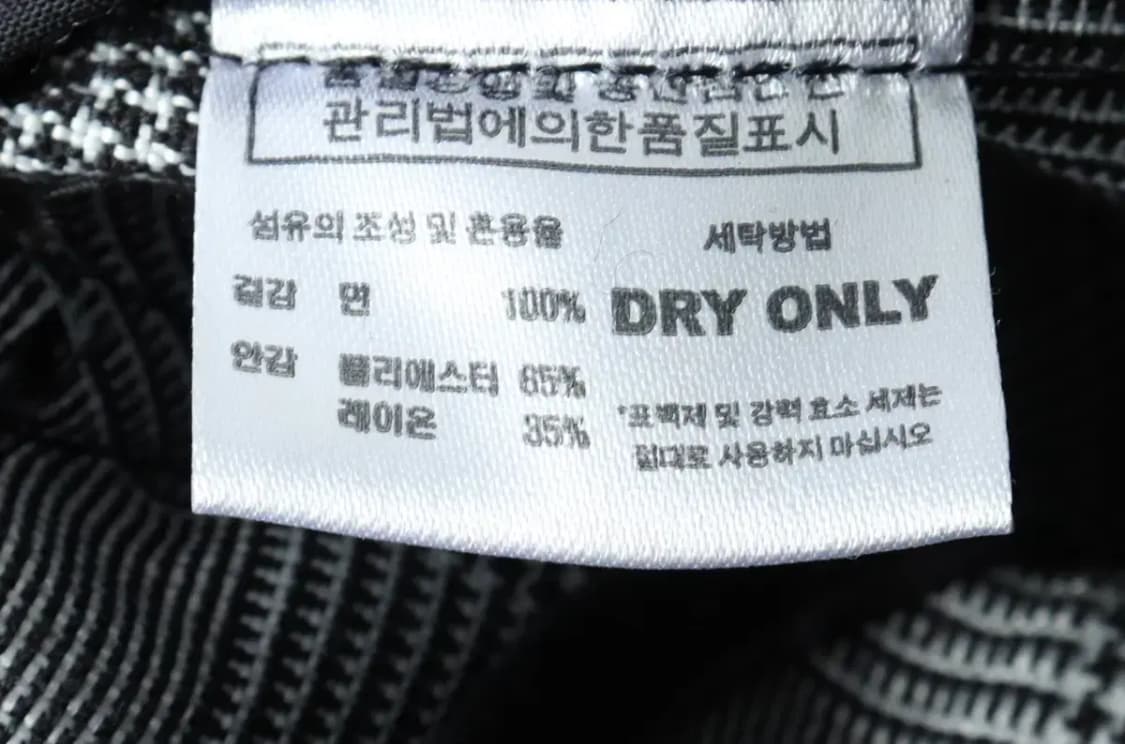 관리법에의한품질표시
섬유의 조성 및 혼용율
겉감 면 100%
안감 폴리에스터 65%
레이온 35%
세탁방법
DRY ONLY
*표백제 및 강력 효소 세제는
절대로 사용하지 마십시오